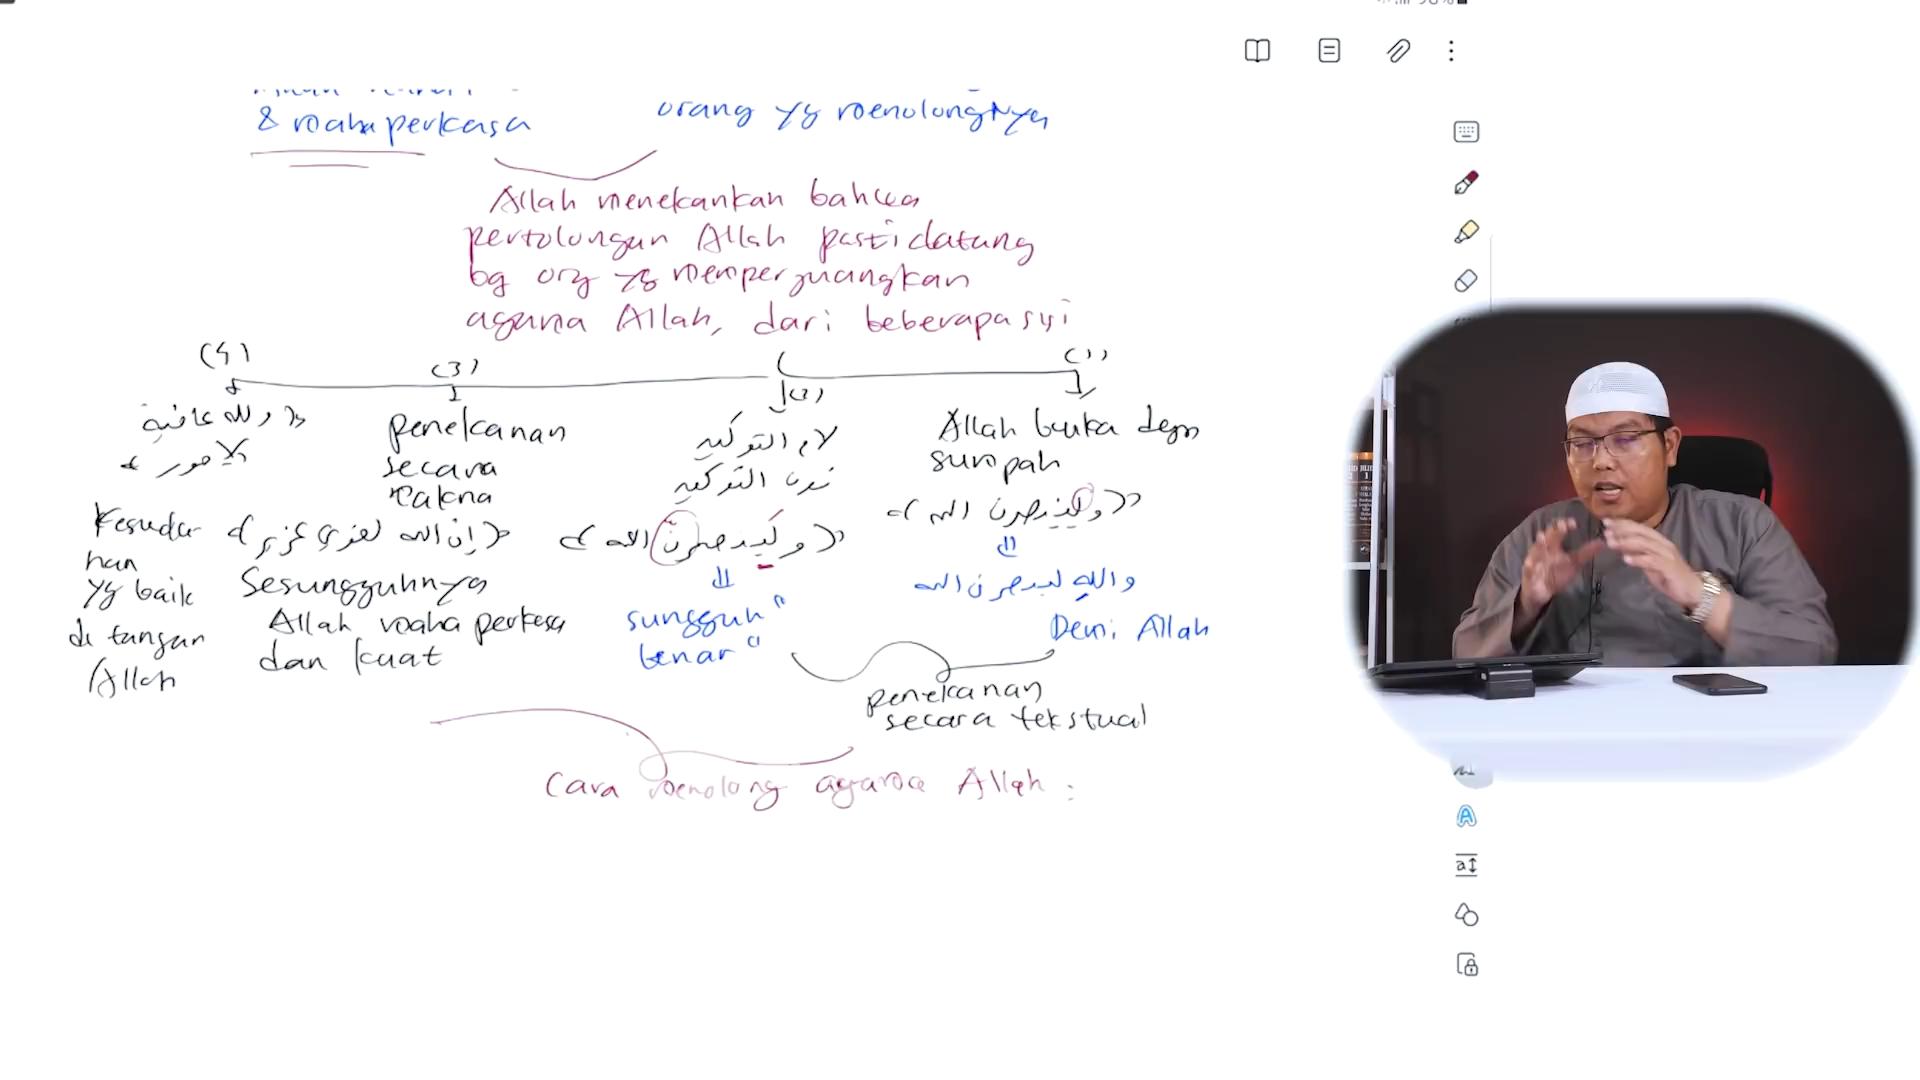 & maha perkasa
orang yg menolongNya
Allah menekankan bahwa
pertolongan Allah pasti datang
bg org yg memperjuangkan
agama Allah, dari beberapa sisi
(1)
Allah buka dgn
sumpah
((ولينصرن الله))
والله لينصرن الله
Demi Allah
(2)
لام التوكيد
نون التوكيد
((ولينصرنّ الله))
"sungguh
benar"
penekanan
secara tekstual
(3)
penekanan
secara
makna
((إن الله لقوي عزيز))
Sesungguhnya
Allah maha perkasa
dan kuat
(4)
((ولله عاقبة
الأمور))
Kesudah
han
yg baik
di tangan
Allah
Cara menolong agama Allah :